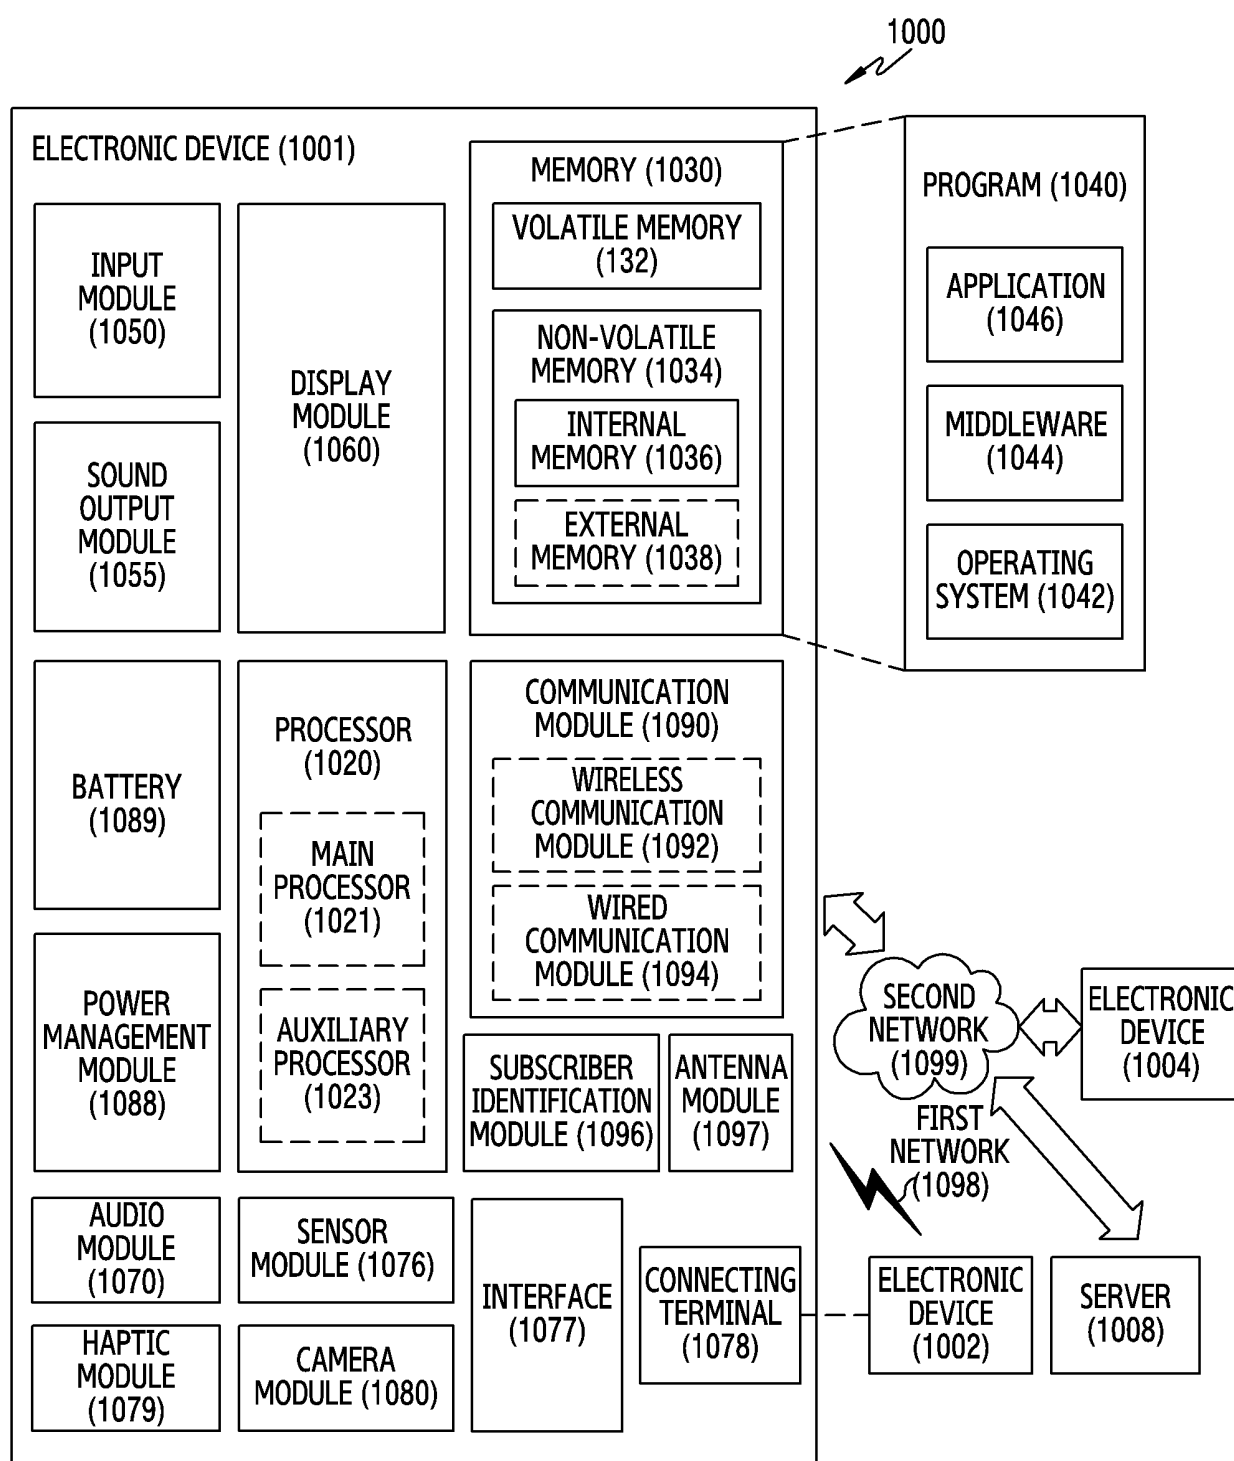 1000
ELECTRONIC DEVICE (1001)
INPUT
MODULE
(1050)
SOUND
OUTPUT
MODULE
(1055)
DISPLAY
MODULE
(1060)
MEMORY (1030)
VOLATILE MEMORY
(132)
NON-VOLATILE
MEMORY (1034)
INTERNAL
MEMORY (1036)
EXTERNAL
MEMORY (1038)
PROGRAM (1040)
APPLICATION
(1046)
MIDDLEWARE
(1044)
OPERATING
SYSTEM (1042)
BATTERY
(1089)
POWER
MANAGEMENT
MODULE
(1088)
PROCESSOR
(1020)
MAIN
PROCESSOR
(1021)
AUXILIARY
PROCESSOR
(1023)
COMMUNICATION
MODULE (1090)
WIRELESS
COMMUNICATION
MODULE (1092)
WIRED
COMMUNICATION
MODULE (1094)
SUBSCRIBER
IDENTIFICATION
MODULE (1096)
ANTENNA
MODULE
(1097)
SECOND
NETWORK
(1099)
ELECTRONIC
DEVICE
(1004)
FIRST
NETWORK
(1098)
AUDIO
MODULE
(1070)
SENSOR
MODULE (1076)
INTERFACE
(1077)
CONNECTING
TERMINAL
(1078)
ELECTRONIC
DEVICE
(1002)
SERVER
(1008)
HAPTIC
MODULE
(1079)
CAMERA
MODULE (1080)